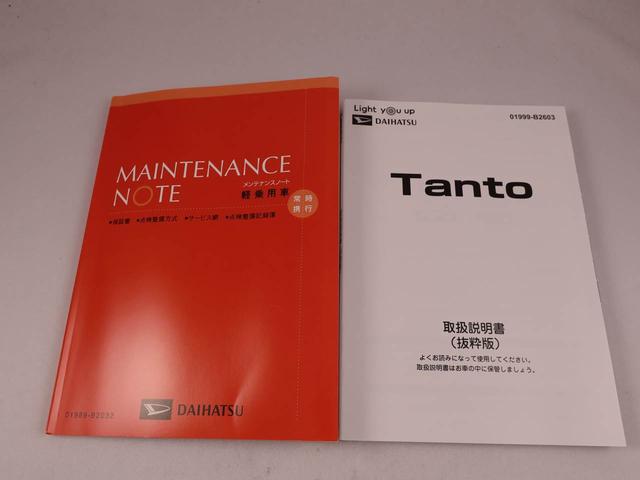 MAINTENANCE
NOTE
メンテナンスノート
軽乗用車
常時
携行
●保証書 ●点検整備方式 ●サービス網 ●点検整備記録簿
01989-B2032
DAIHATSU
Light you up
DAIHATSU
01999-B2603
Tanto
取扱説明書
(抜粋版)
よくお読みになって使用してください。
取扱説明書はお車の中に保管しましょう。